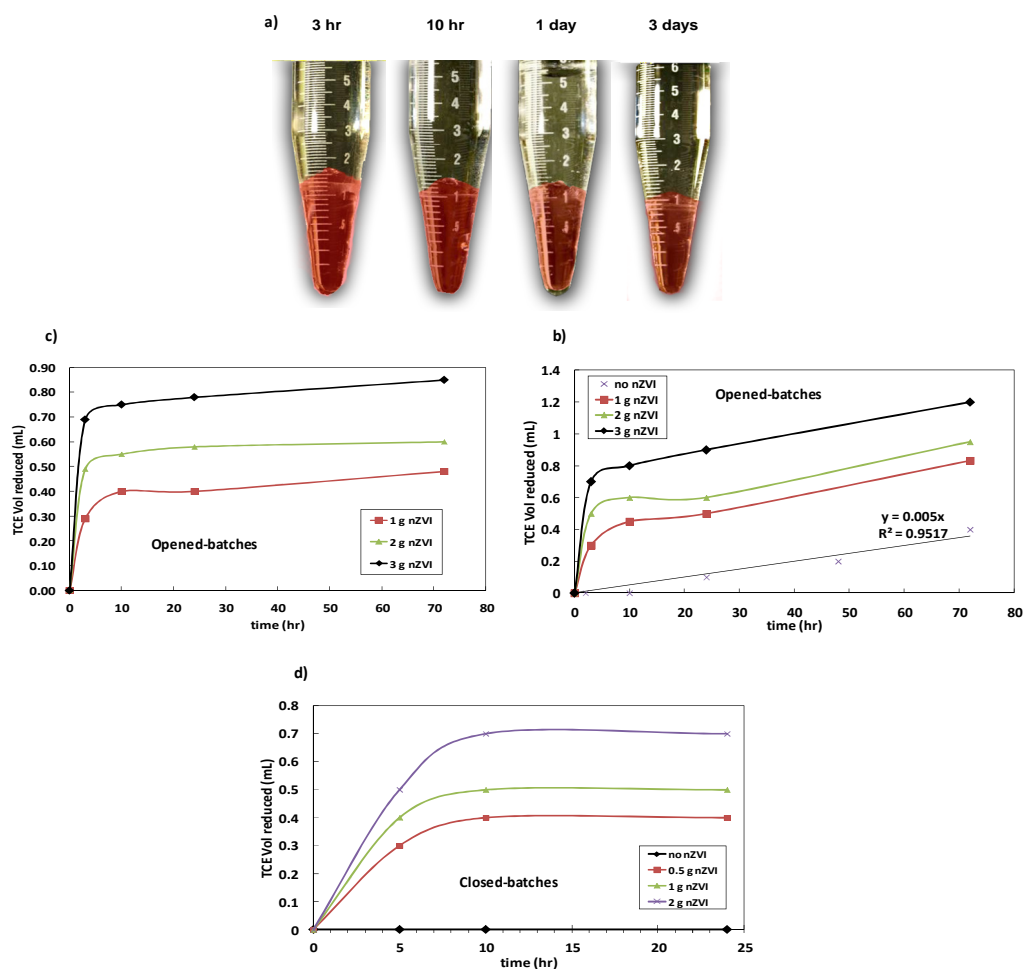 a) 3 hr 10 hr 1 day 3 days
5 5 5 6
4 4 4 5
3 3 3 4
2 2 2 3
1 1 1 2
1
c)
0.90
0.80
0.70
0.60
0.50
0.40
0.30
0.20
0.10
0.00
TCE Vol reduced (mL)
Opened-batches
1 g nZVI
2 g nZVI
3 g nZVI
0 10 20 30 40 50 60 70 80
time (hr)
b)
1.4
1.2
1
0.8
0.6
0.4
0.2
0
TCE Vol reduced (mL)
no nZVI
1 g nZVI
2 g nZVI
3 g nZVI
Opened-batches
y = 0.005x
R² = 0.9517
0 10 20 30 40 50 60 70 80
time (hr)
d)
0.8
0.7
0.6
0.5
0.4
0.3
0.2
0.1
0
TCE Vol reduced (mL)
Closed-batches
no nZVI
0.5 g nZVI
1 g nZVI
2 g nZVI
0 5 10 15 20 25
time (hr)